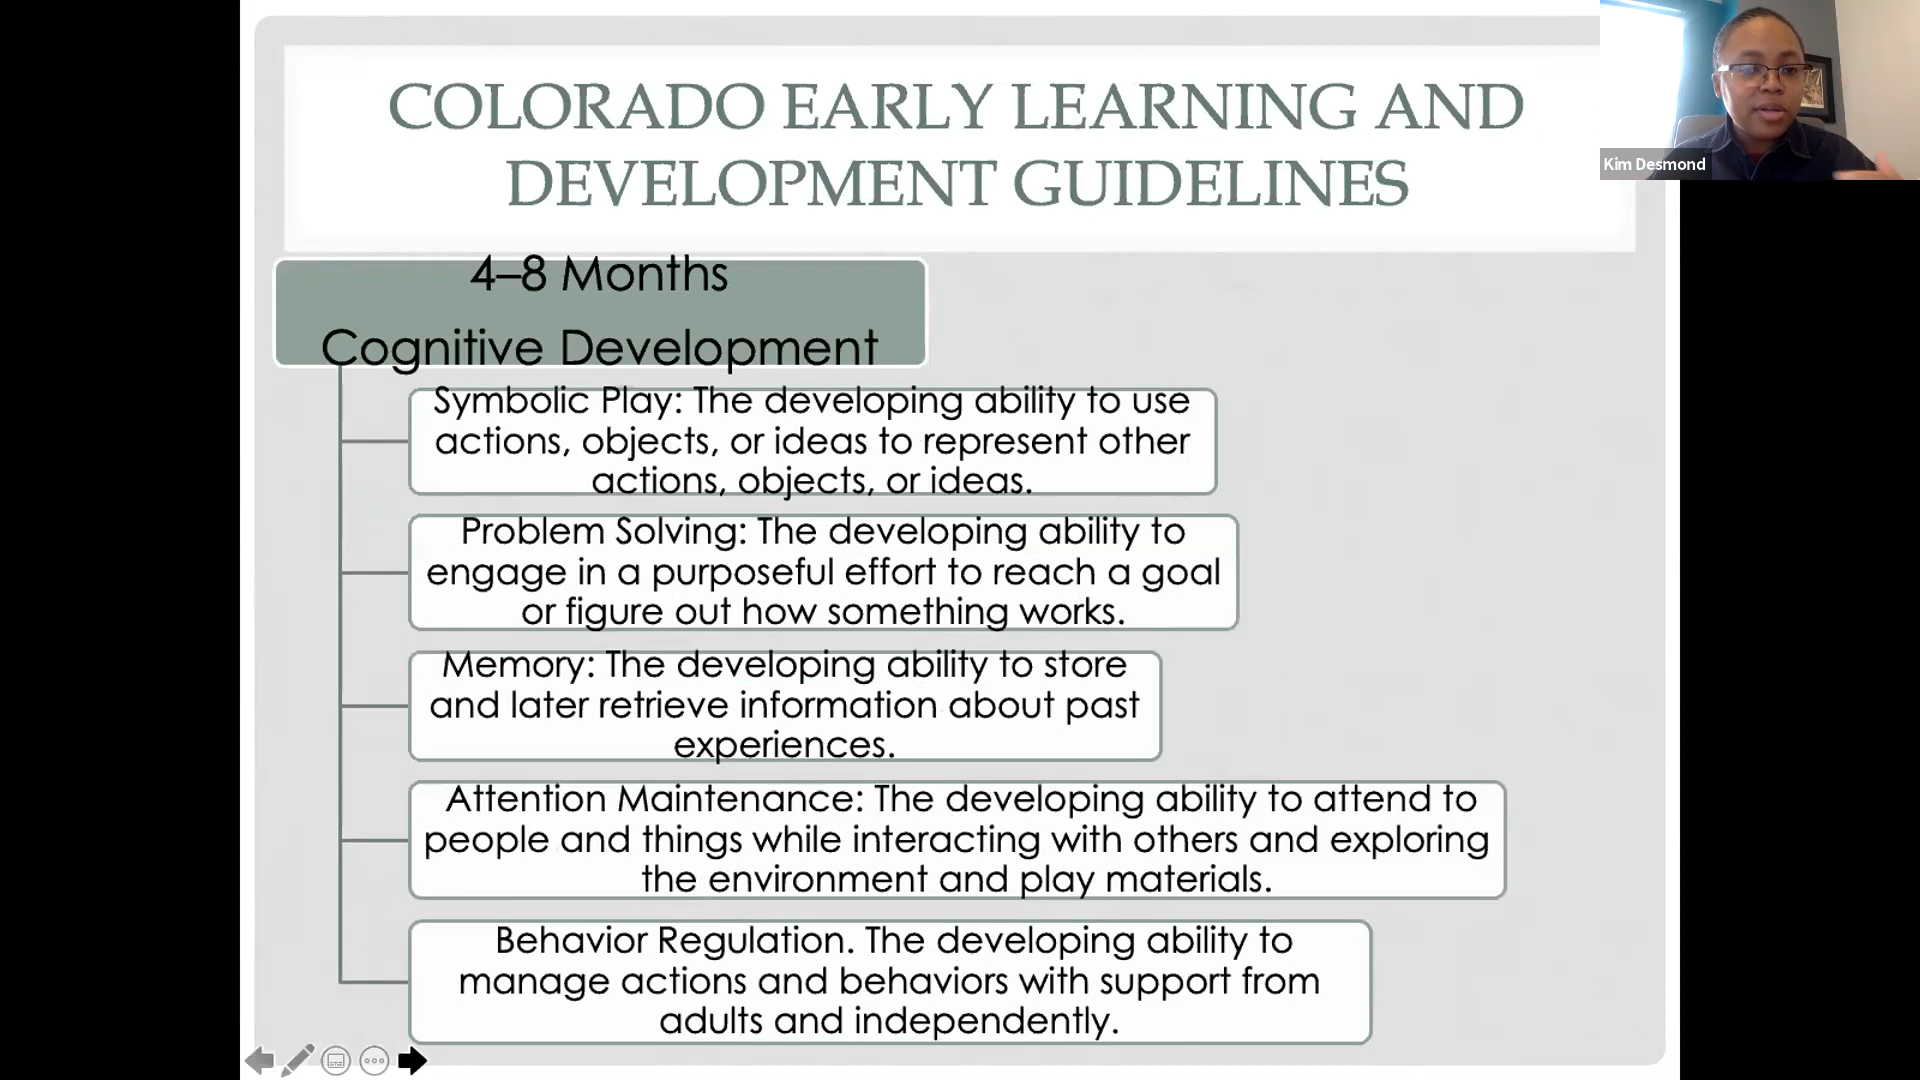 COLORADO EARLY LEARNING AND
DEVELOPMENT GUIDELINES
Kim Desmond
4–8 Months
Cognitive Development
Symbolic Play: The developing ability to use
actions, objects, or ideas to represent other
actions, objects, or ideas.
Problem Solving: The developing ability to
engage in a purposeful effort to reach a goal
or figure out how something works.
Memory: The developing ability to store
and later retrieve information about past
experiences.
Attention Maintenance: The developing ability to attend to
people and things while interacting with others and exploring
the environment and play materials.
Behavior Regulation. The developing ability to
manage actions and behaviors with support from
adults and independently.